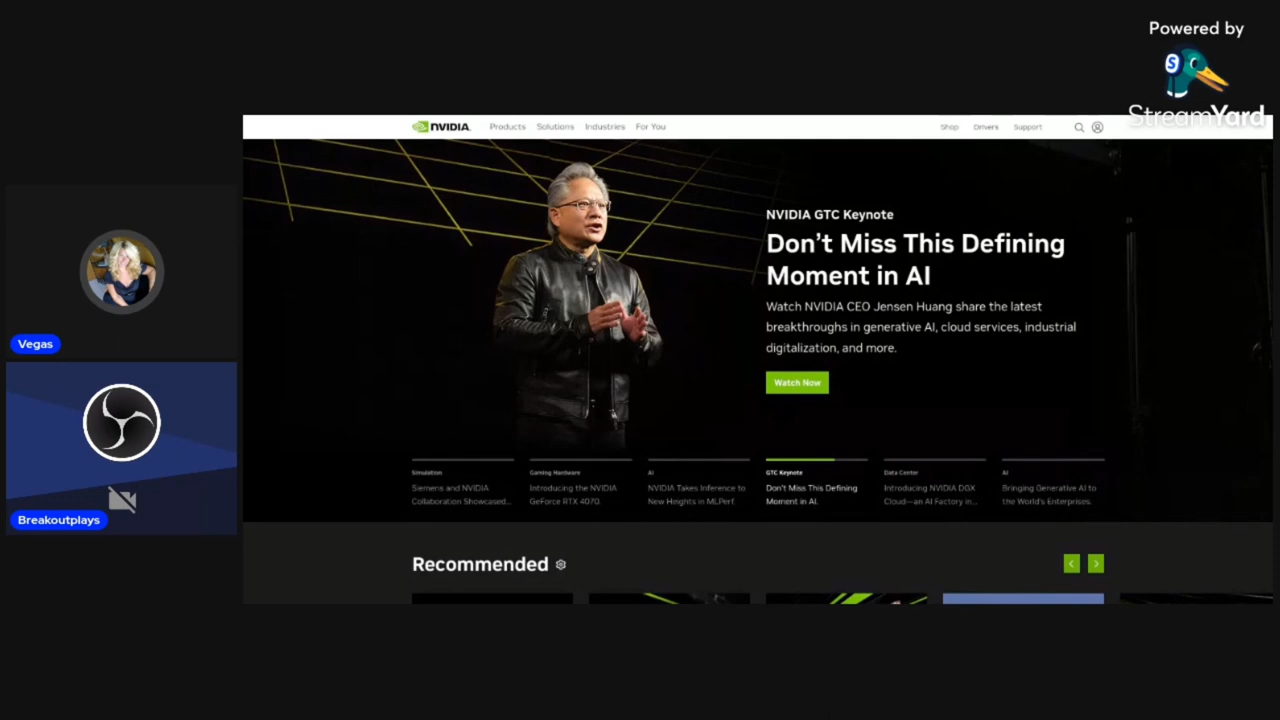 Powered by
StreamYard
NVIDIA.
Products
Solutions
Industries
For You
Shop
Drivers
Support
NVIDIA GTC Keynote
Don't Miss This Defining
Moment in AI
Watch NVIDIA CEO Jensen Huang share the latest
breakthroughs in generative AI, cloud services, industrial
digitalization, and more.
Watch Now
Vegas
Breakoutplays
Simulation
Siemens and NVIDIA
Collaboration Showcased...
Gaming Hardware
Introducing the NVIDIA
GeForce RTX 4070.
AI
NVIDIA Takes Inference to
New Heights in MLPerf.
GTC Keynote
Don't Miss This Defining
Moment in AI.
Data Center
Introducing NVIDIA DGX
Cloud—an AI Factory in...
AI
Bringing Generative AI to
the World's Enterprises.
Recommended